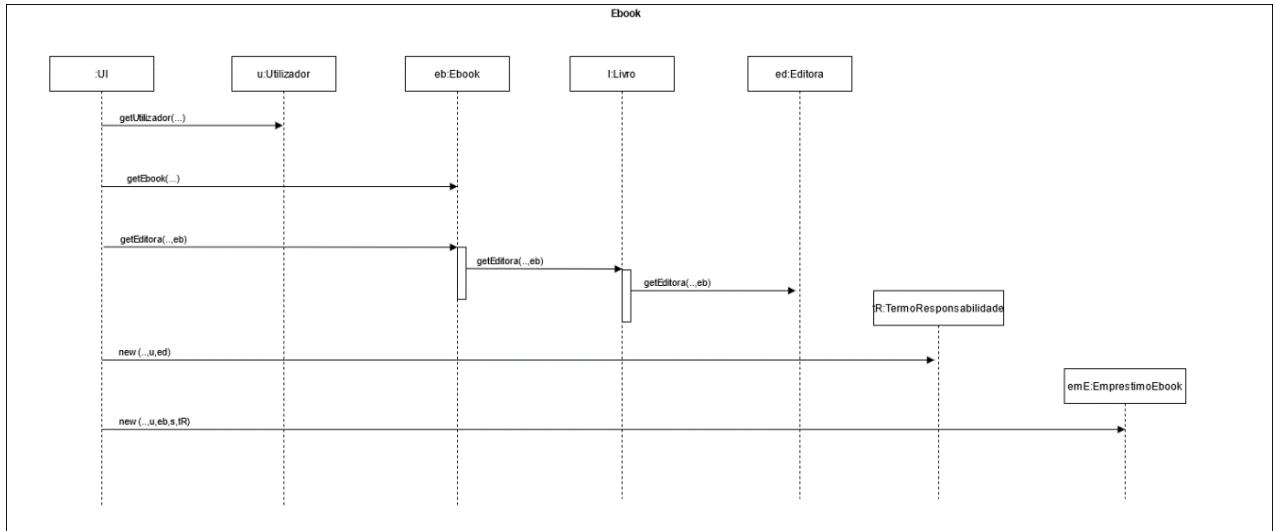 Ebook
:UI
u:Utilizador
eb:Ebook
l:Livro
ed:Editora
getUtilizador(...)
getEbook(...)
getEditora(..,eb)
getEditora(..,eb)
getEditora(..,eb)
tR:TermoResponsabilidade
new (..,u,ed)
emE:EmprestimoEbook
new (..,u,eb,s,tR)